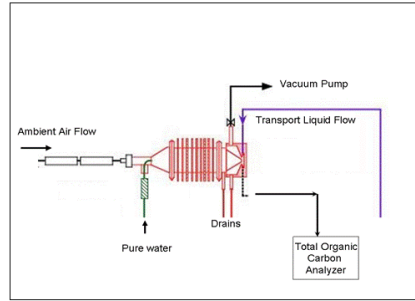 Vacuum Pump
Ambient Air Flow
Transport Liquid Flow
Drains
Pure water
Total Organic
Carbon
Analyzer